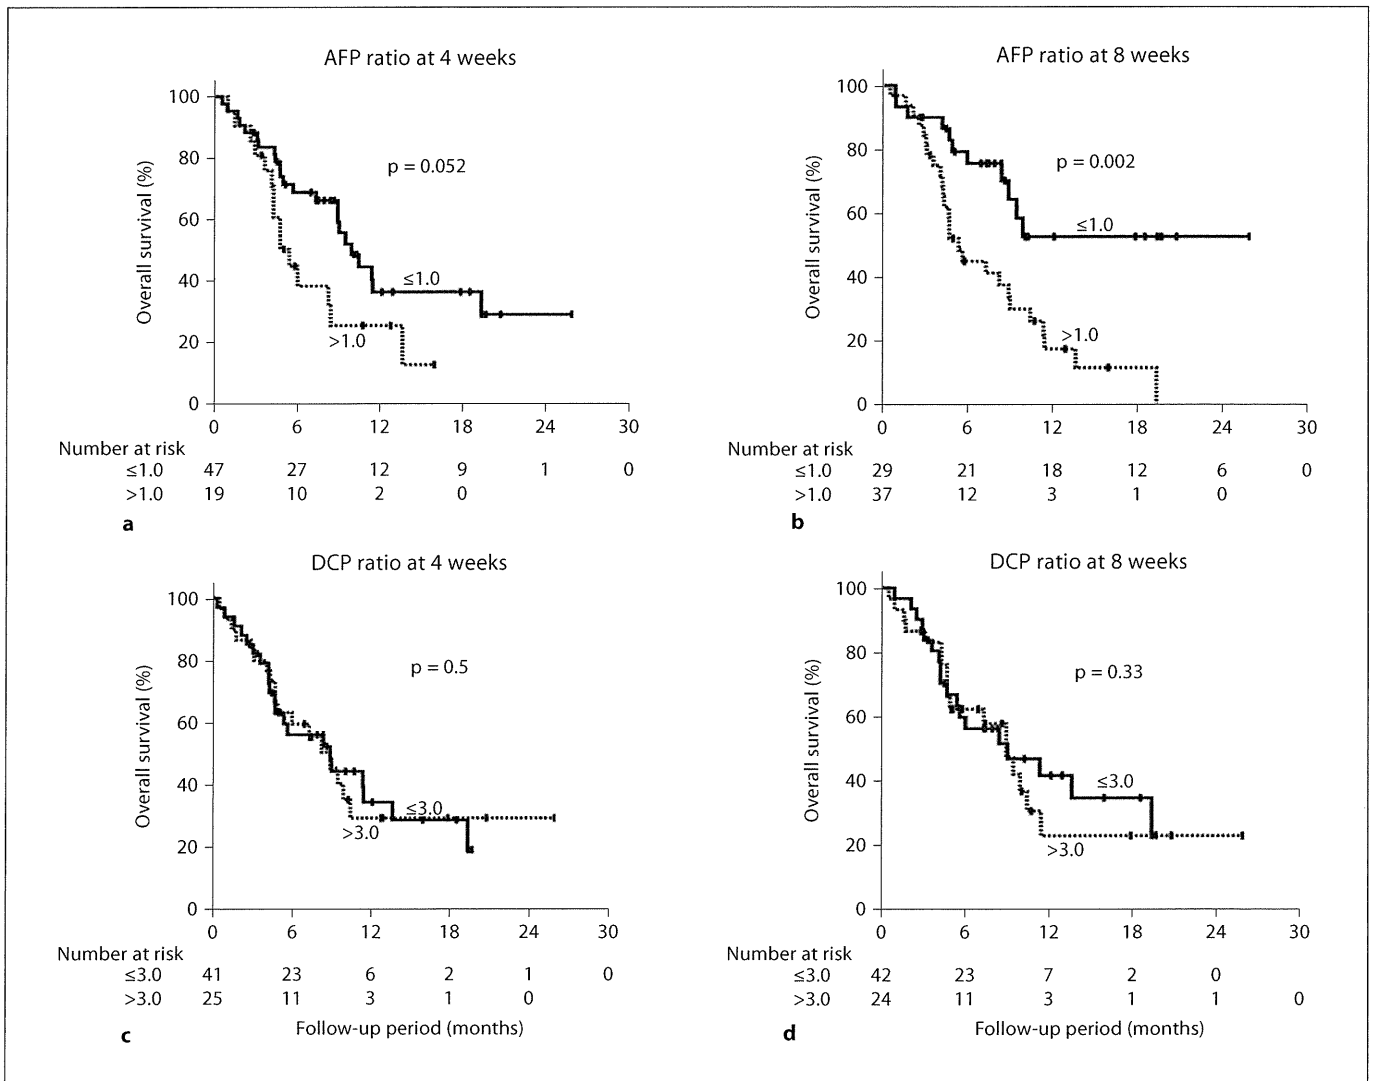 AFP ratio at 4 weeks
100
80
60
40
20
0
Overall survival (%)
p = 0.052
≤1.0
>1.0
0 6 12 18 24 30
Number at risk
≤1.0 47 27 12 9 1 0
>1.0 19 10 2 0
a
AFP ratio at 8 weeks
100
80
60
40
20
0
Overall survival (%)
p = 0.002
≤1.0
>1.0
0 6 12 18 24 30
Number at risk
≤1.0 29 21 18 12 6 0
>1.0 37 12 3 1 0
b
DCP ratio at 4 weeks
100
80
60
40
20
0
Overall survival (%)
p = 0.5
≤3.0
>3.0
0 6 12 18 24 30
Number at risk
≤3.0 41 23 6 2 1 0
>3.0 25 11 3 1 0
Follow-up period (months)
c
DCP ratio at 8 weeks
100
80
60
40
20
0
Overall survival (%)
p = 0.33
≤3.0
>3.0
0 6 12 18 24 30
Number at risk
≤3.0 42 23 7 2 0
>3.0 24 11 3 1 1 0
Follow-up period (months)
d